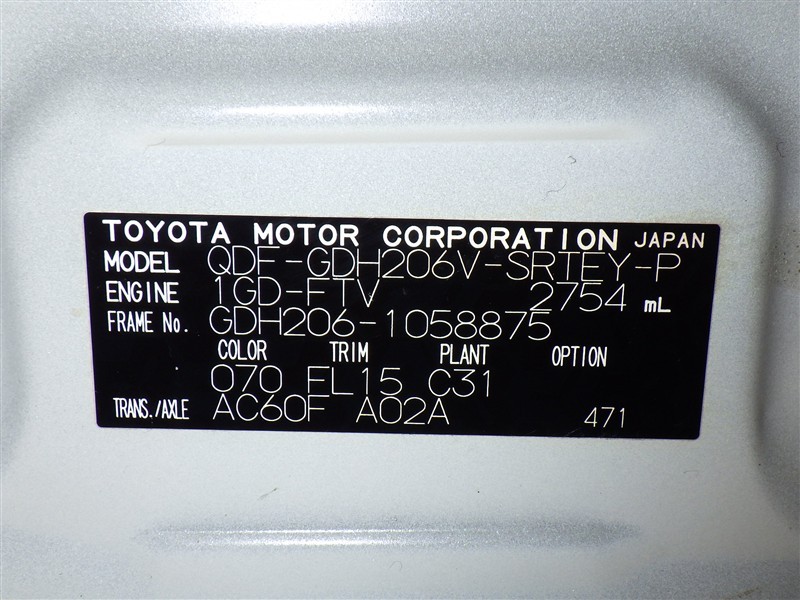 TOYOTA MOTOR CORPORATION JAPAN
MODEL QDF-GDH206V-SRTEY-P
ENGINE 1GD-FTV 2754 mL
FRAME No. GDH206-1058875
COLOR TRIM PLANT OPTION
070 FL15 C31
TRANS./AXLE AC60F A02A 471